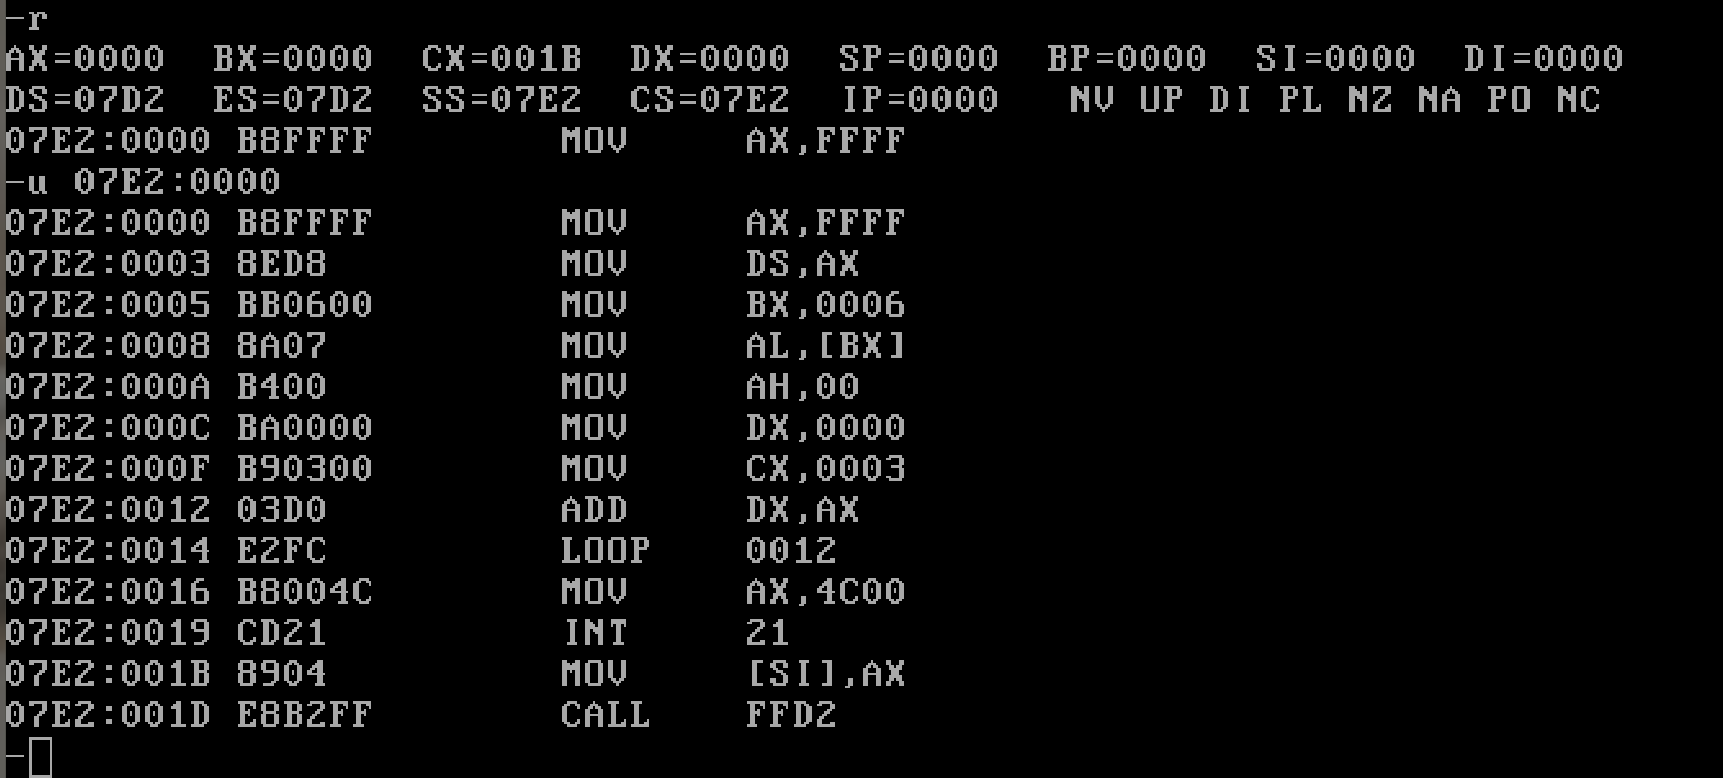 -r
AX=0000  BX=0000  CX=001B  DX=0000  SP=0000  BP=0000  SI=0000  DI=0000
DS=07D2  ES=07D2  SS=07E2  CS=07E2  IP=0000   NV UP DI PL NZ NA PO NC
07E2:0000 B8FFFF        MOV     AX,FFFF
-u 07E2:0000
07E2:0000 B8FFFF        MOV     AX,FFFF
07E2:0003 8ED8          MOV     DS,AX
07E2:0005 BB0600        MOV     BX,0006
07E2:0008 8A07          MOV     AL,[BX]
07E2:000A B400          MOV     AH,00
07E2:000C BA0000        MOV     DX,0000
07E2:000F B90300        MOV     CX,0003
07E2:0012 03D0          ADD     DX,AX
07E2:0014 E2FC          LOOP    0012
07E2:0016 B8004C        MOV     AX,4C00
07E2:0019 CD21          INT     21
07E2:001B 8904          MOV     [SI],AX
07E2:001D E8B2FF        CALL    FFD2
-